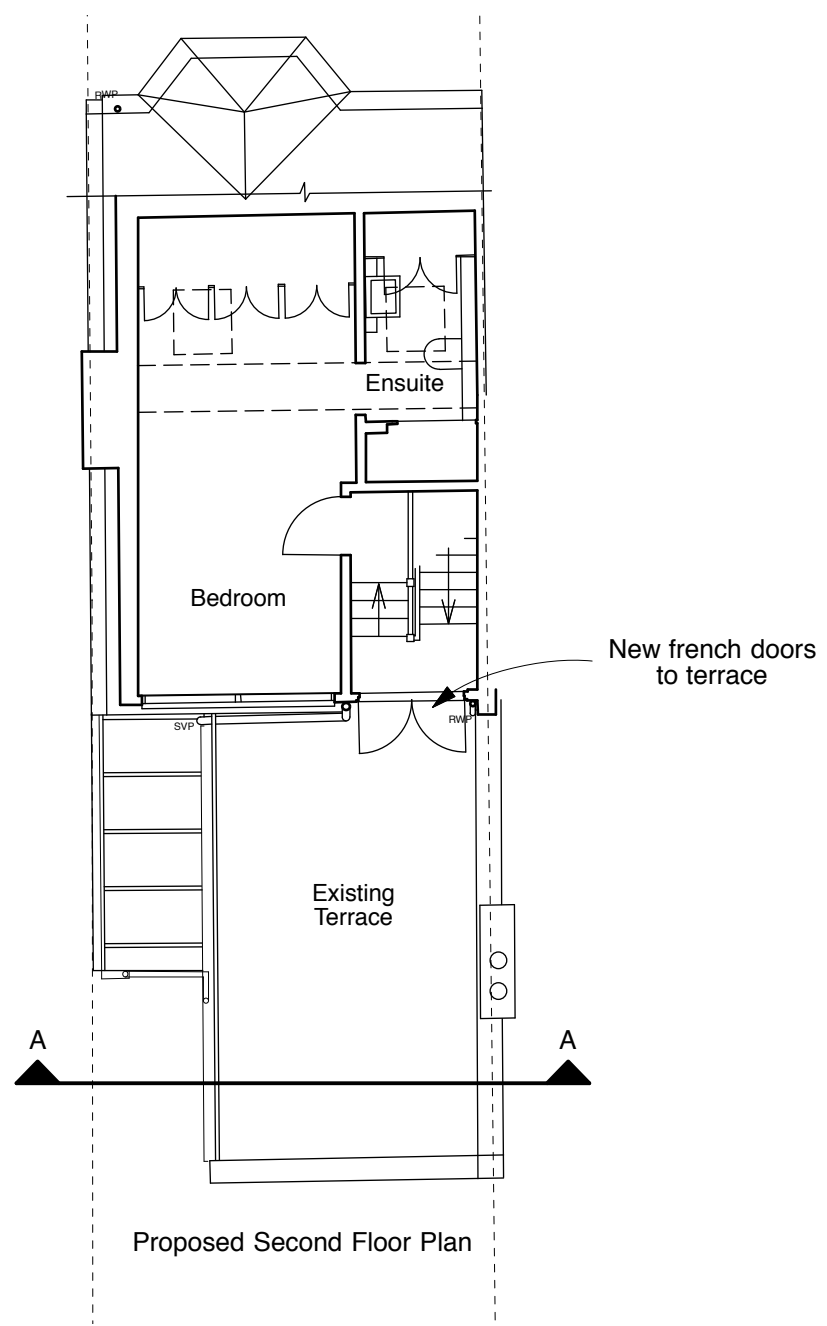 RWP
Ensuite
Bedroom
New french doors
to terrace
SVP
RWP
Existing
Terrace
A
A
Proposed Second Floor Plan